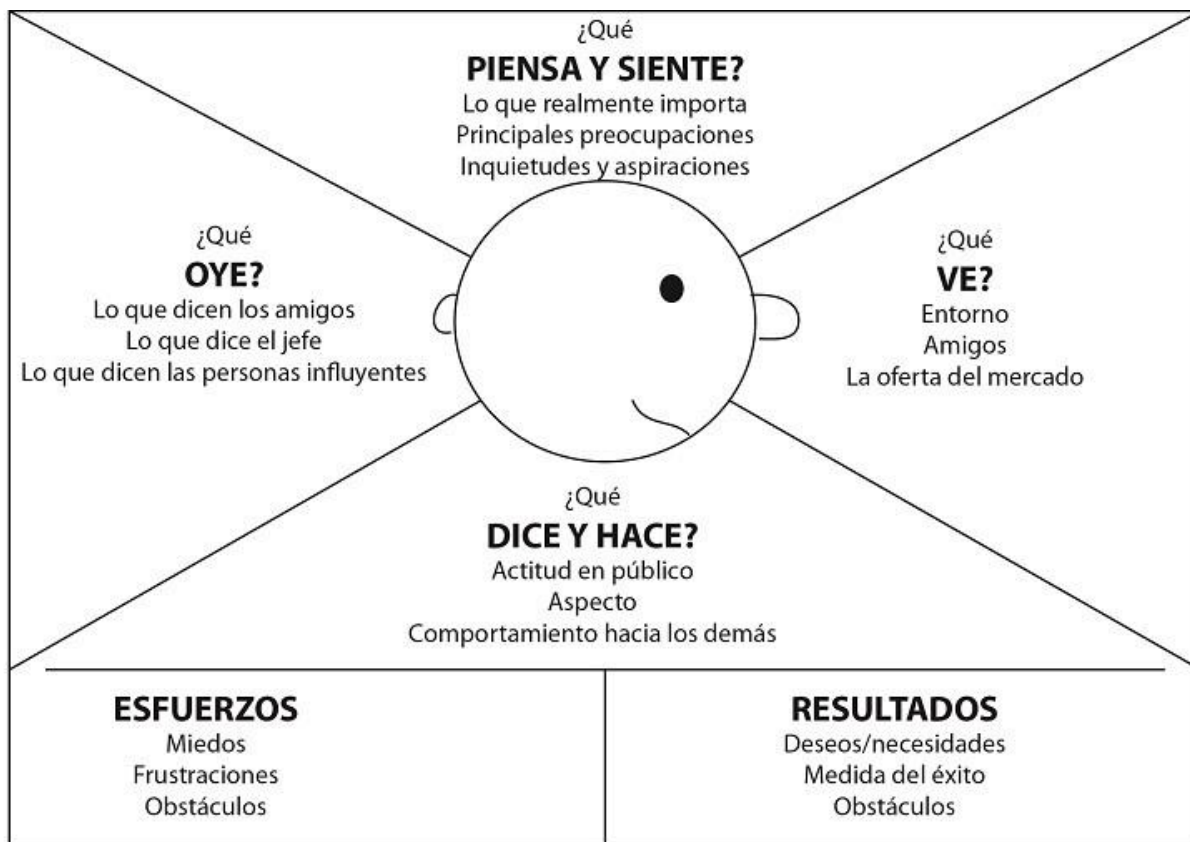 ¿Qué
PIENSA Y SIENTE?
Lo que realmente importa
Principales preocupaciones
Inquietudes y aspiraciones
¿Qué
OYE?
Lo que dicen los amigos
Lo que dice el jefe
Lo que dicen las personas influyentes
¿Qué
VE?
Entorno
Amigos
La oferta del mercado
¿Qué
DICE Y HACE?
Actitud en público
Aspecto
Comportamiento hacia los demás
ESFUERZOS
Miedos
Frustraciones
Obstáculos
RESULTADOS
Deseos/necesidades
Medida del éxito
Obstáculos